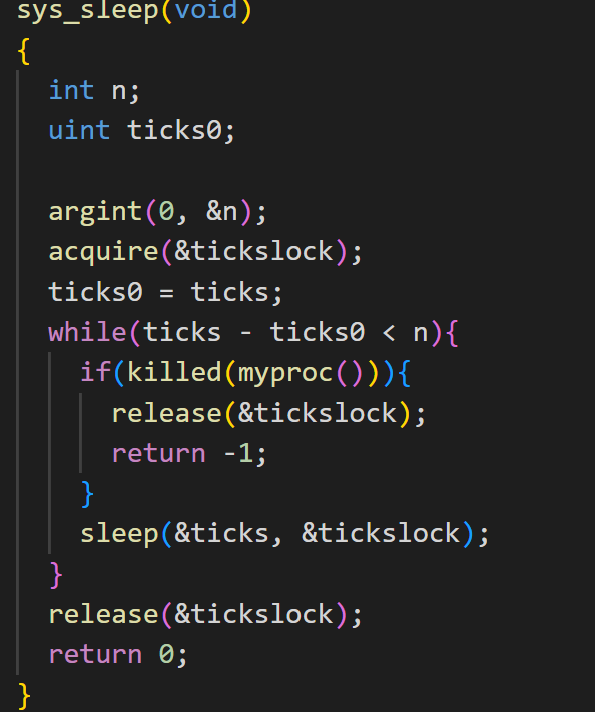 sys_sleep(void)
{
  int n;
  uint ticks0;

  argint(0, &n);
  acquire(&tickslock);
  ticks0 = ticks;
  while(ticks - ticks0 < n){
    if(killed(myproc())){
      release(&tickslock);
      return -1;
    }
    sleep(&ticks, &tickslock);
  }
  release(&tickslock);
  return 0;
}